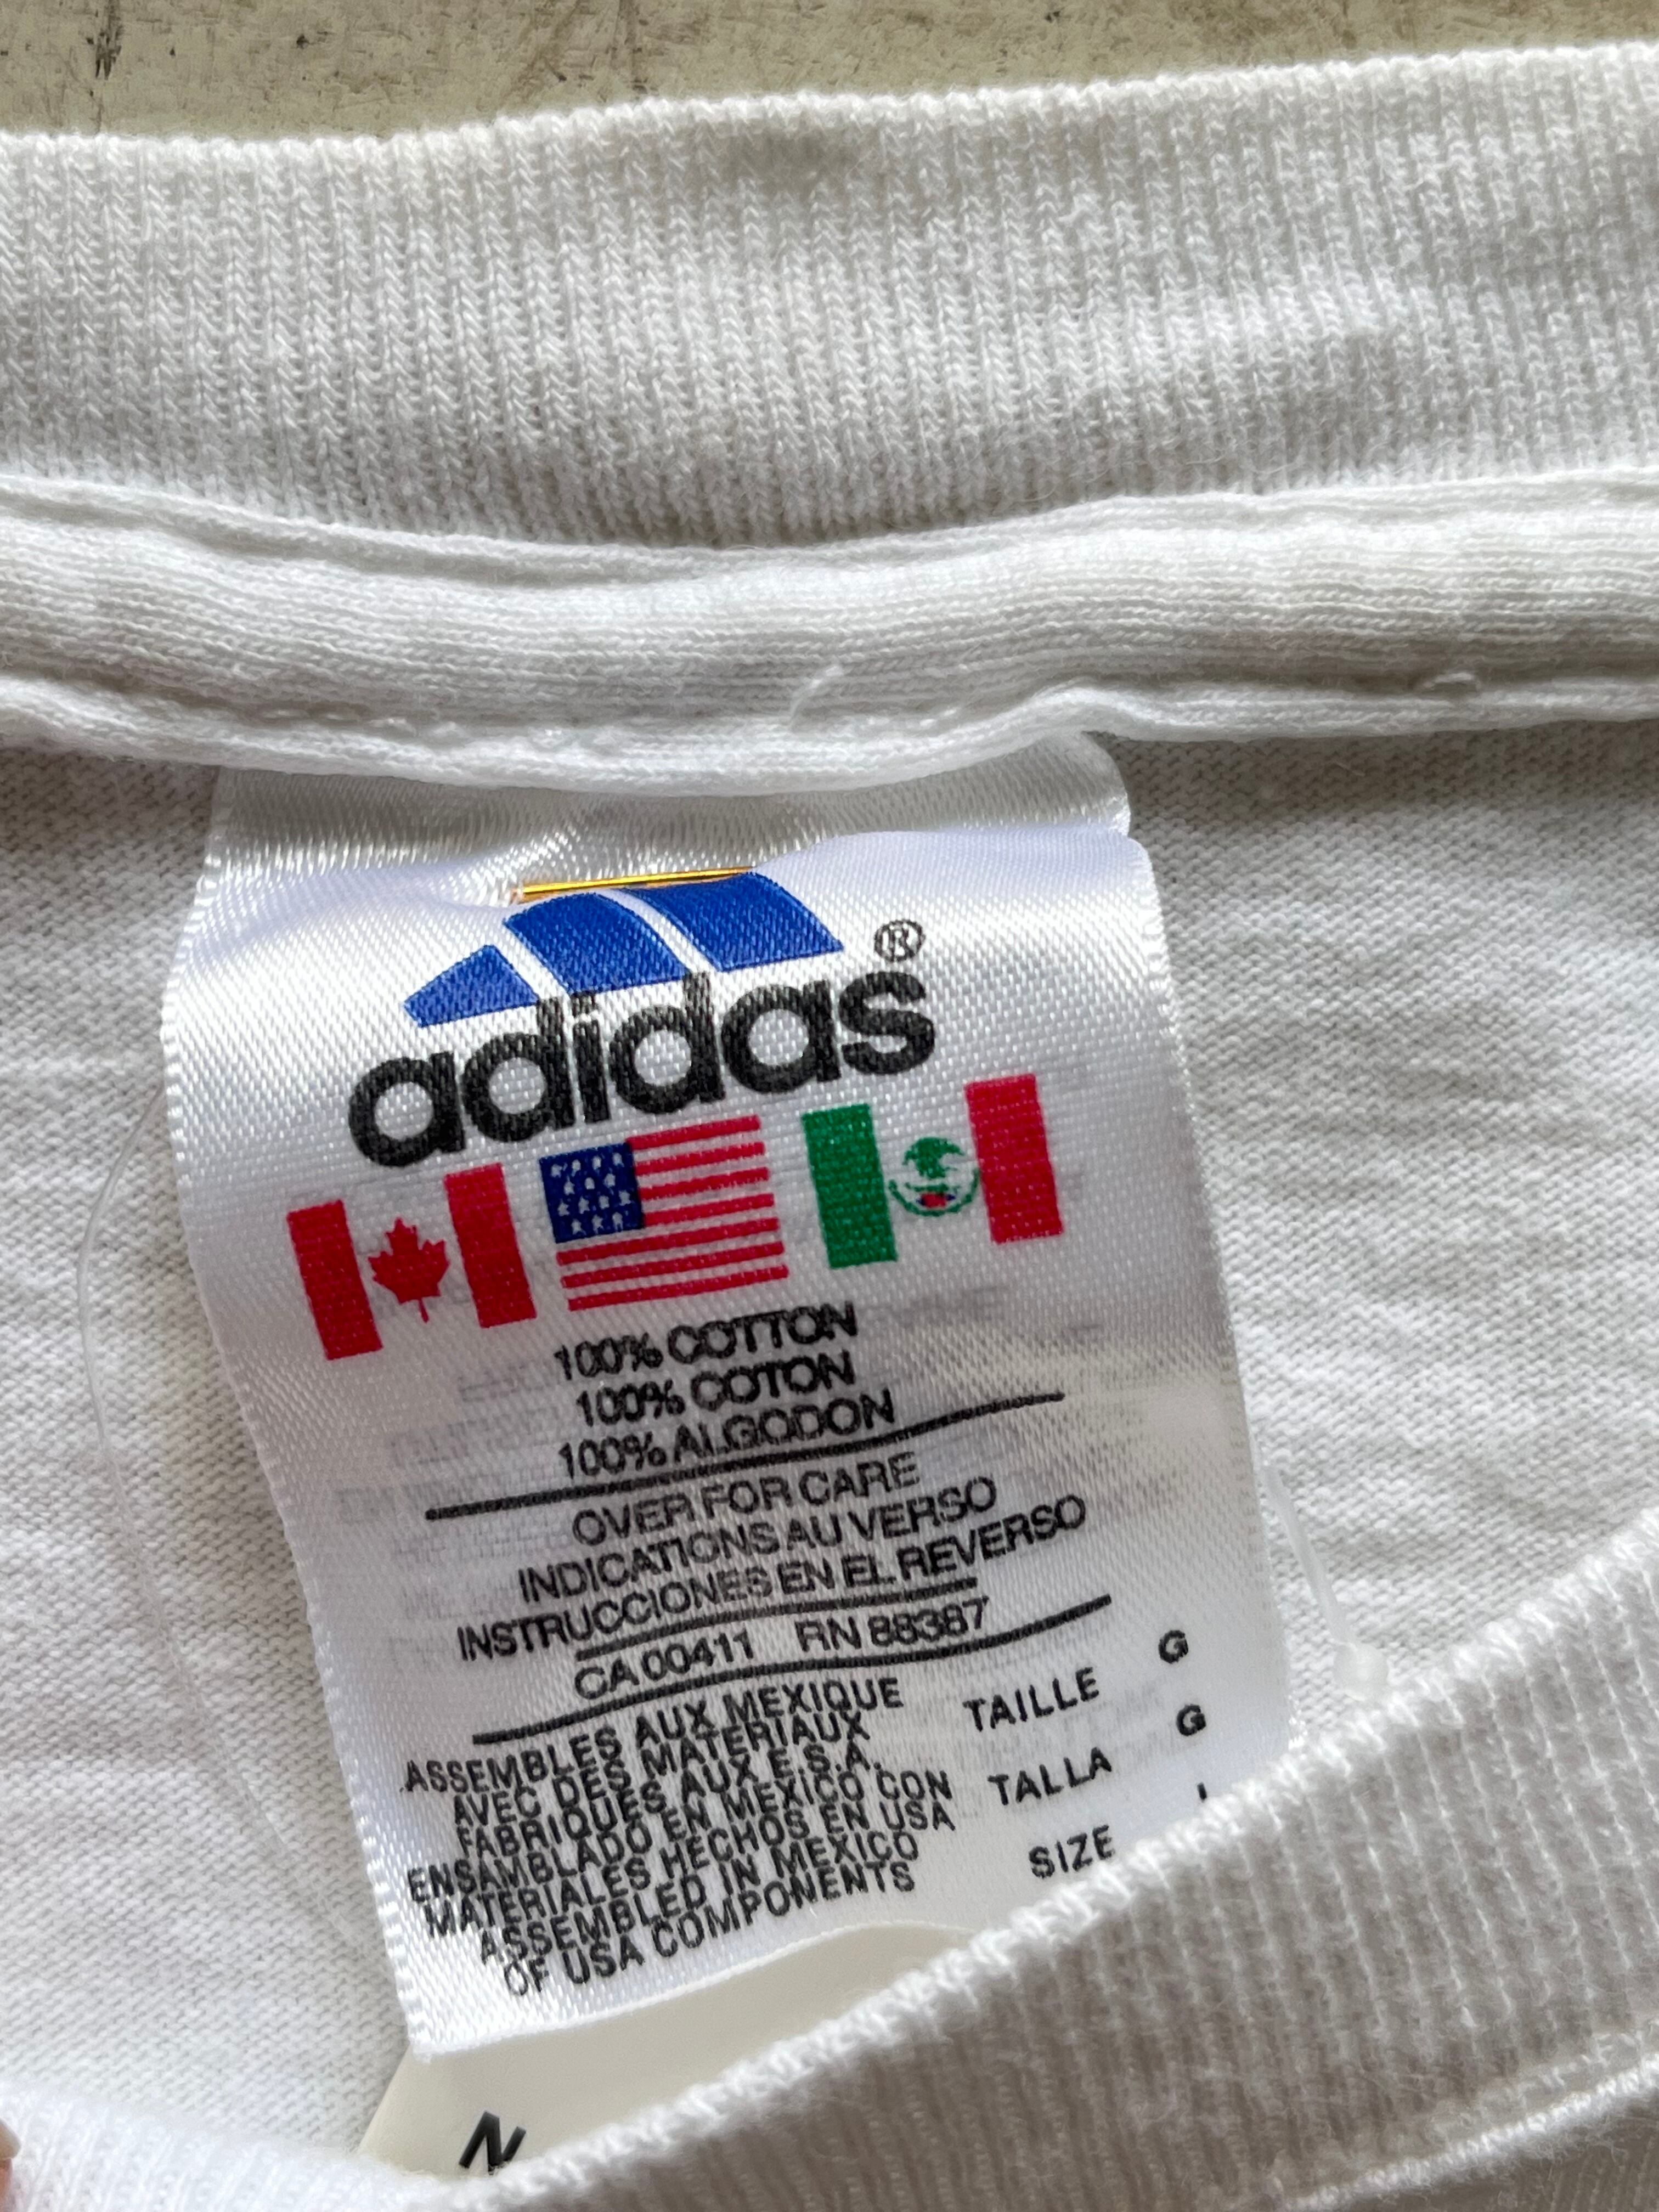 adidas®
100% COTTON
100% COTON
100% ALGODON
OVER FOR CARE
INDICATIONS AU VERSO
INSTRUCCIONES EN EL REVERSO
CA 00411 RN 88387
ASSEMBLES AUX MEXIQUE
AVEC DES MATERIAUX
FABRIQUES AUX E.S.A.
ENSAMBLADO EN MEXICO CON
MATERIALES HECHOS EN USA
ASSEMBLED IN MEXICO
OF USA COMPONENTS
TAILLE G
TALLA G
SIZE
N